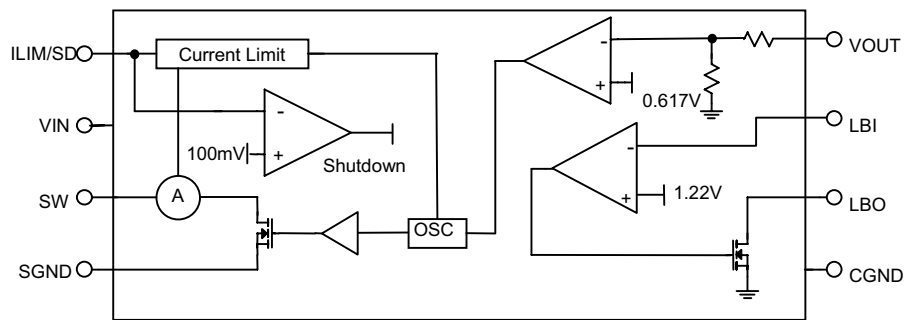 ILIM/SD
Current Limit
-
VOUT
+
0.617V
VIN
-
100mV
+
Shutdown
LBI
-
+
1.22V
SW
A
OSC
LBO
SGND
CGND